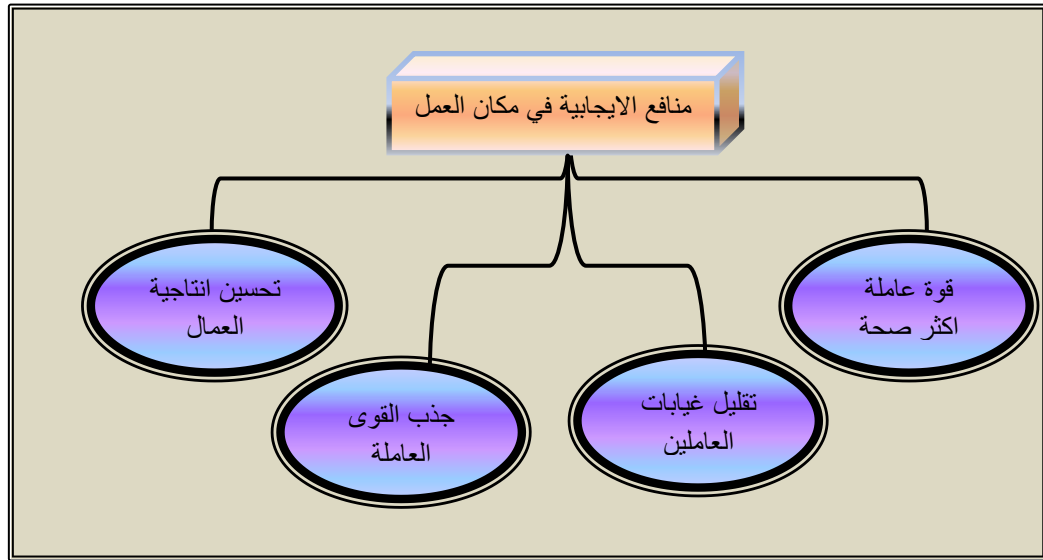 منافع الايجابية في مكان العمل
قوة عاملة
اكثر صحة
تقليل غيابات
العاملين
جذب القوى
العاملة
تحسين انتاجية
العمال